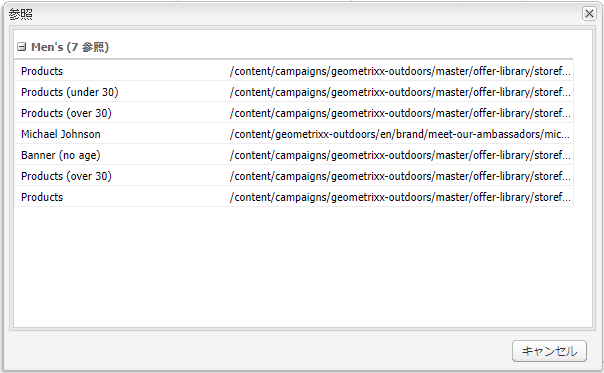 参照
Men's (7 参照)
Products /content/campaigns/geometrixx-outdoors/master/offer-library/storef...
Products (under 30) /content/campaigns/geometrixx-outdoors/master/offer-library/storef...
Products (over 30) /content/campaigns/geometrixx-outdoors/master/offer-library/storef...
Michael Johnson /content/geometrixx-outdoors/en/brand/meet-our-ambassadors/mic...
Banner (no age) /content/campaigns/geometrixx-outdoors/master/offer-library/storef...
Products (over 30) /content/campaigns/geometrixx-outdoors/master/offer-library/storef...
Products /content/campaigns/geometrixx-outdoors/master/offer-library/storef...
キャンセル